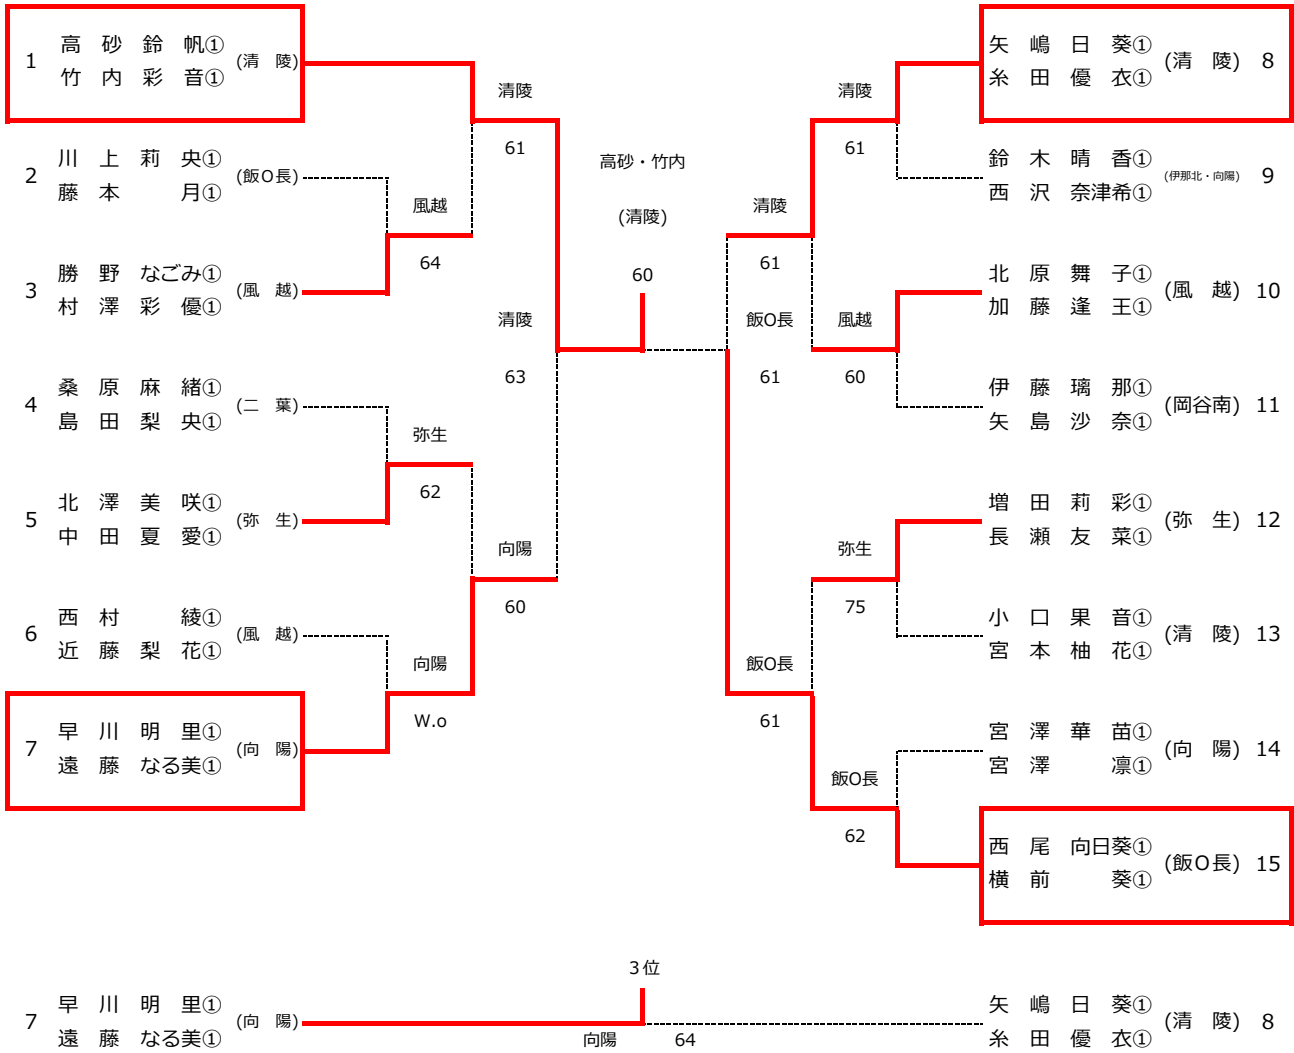 1 高砂鈴帆① (清陵)
竹内彩音①
2 川上莉央① (飯O長)
藤本月①
3 勝野なごみ① (風越)
村澤彩優①
4 桑原麻緒① (二葉)
島田梨央①
5 北澤美咲① (弥生)
中田夏愛①
6 西村綾① (風越)
近藤梨花①
7 早川明里① (向陽)
遠藤なる美①
風越
64
弥生
62
向陽
W.o
清陵
61
向陽
60
清陵
63
高砂・竹内
(清陵)
60
清陵
61
飯O長
61
飯O長
61
清陵
61
風越
60
弥生
75
飯O長
62
矢嶋日葵① (清陵) 8
糸田優衣①
鈴木晴香① (伊那北・向陽) 9
西沢奈津希①
北原舞子① (風越) 10
加藤逢王①
伊藤璃那① (岡谷南) 11
矢島沙奈①
増田莉彩① (弥生) 12
長瀬友菜①
小口果音① (清陵) 13
宮本柚花①
宮澤華苗① (向陽) 14
宮澤凛①
西尾向日葵① (飯O長) 15
横前葵①
3位
7 早川明里① (向陽)
遠藤なる美①
向陽 64
矢嶋日葵① (清陵) 8
糸田優衣①